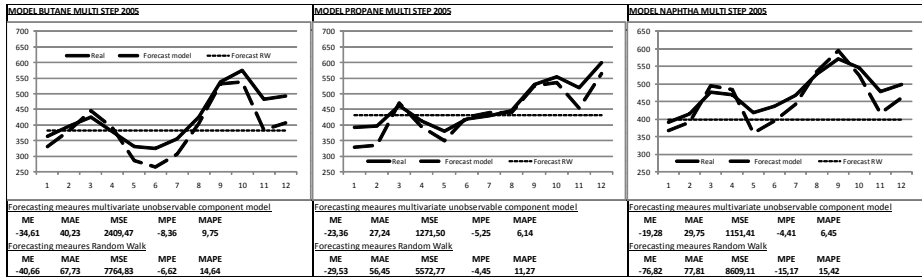 MODEL BUTANE MULTI STEP 2005
700
650
600
550
500
450
400
350
300
250
Real
Forecast model
Forecast RW
1 2 3 4 5 6 7 8 9 10 11 12
Forecasting meaures multivariate unobservable component model
ME MAE MSE MPE MAPE
-34,61 40,23 2409,47 -8,36 9,75
Forecasting meaures Random Walk
ME MAE MSE MPE MAPE
-40,66 67,73 7764,83 -6,62 14,64
MODEL PROPANE MULTI STEP 2005
700
650
600
550
500
450
400
350
300
250
Real
Forecast model
Forecast RW
1 2 3 4 5 6 7 8 9 10 11 12
Forecasting meaures multivariate unobservable component model
ME MAE MSE MPE MAPE
-23,36 27,24 1271,50 -5,25 6,14
Forecasting meaures Random Walk
ME MAE MSE MPE MAPE
-29,53 56,45 5572,77 -4,45 11,27
MODEL NAPHTHA MULTI STEP 2005
700
650
600
550
500
450
400
350
300
250
Real
Forecast model
Forecast RW
1 2 3 4 5 6 7 8 9 10 11 12
Forecasting meaures multivariate unobservable component model
ME MAE MSE MPE MAPE
-19,28 29,75 1151,41 -4,41 6,45
Forecasting meaures Random Walk
ME MAE MSE MPE MAPE
-76,82 77,81 8609,11 -15,17 15,42